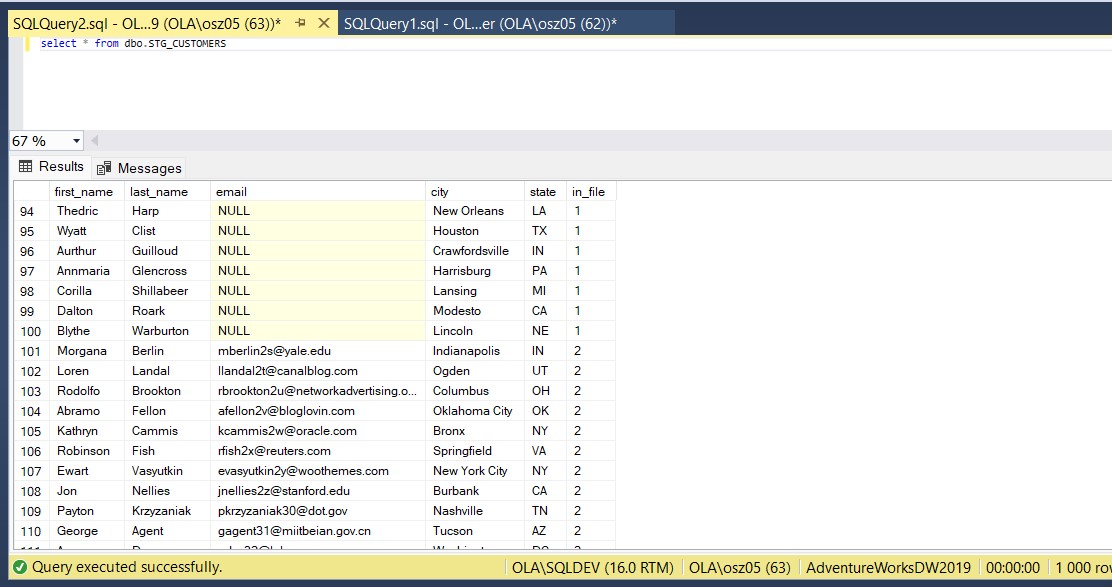 SQLQuery2.sql - OL...9 (OLA\osz05 (63))* SQLQuery1.sql - OL...er (OLA\osz05 (62))*
select * from dbo.STG_CUSTOMERS
67 %
Results Messages
first_name last_name email city state in_file
94 Thedric Harp NULL New Orleans LA 1
95 Wyatt Clist NULL Houston TX 1
96 Aurthur Guilloud NULL Crawfordsville IN 1
97 Annmaria Glencross NULL Harrisburg PA 1
98 Corilla Shillabeer NULL Lansing MI 1
99 Dalton Roark NULL Modesto CA 1
100 Blythe Warburton NULL Lincoln NE 1
101 Morgana Berlin mberlin2s@yale.edu Indianapolis IN 2
102 Loren Landal llandal2t@canalblog.com Ogden UT 2
103 Rodolfo Brookton rbrookton2u@networkadvertising.o... Columbus OH 2
104 Abramo Fellon afellon2v@bloglovin.com Oklahoma City OK 2
105 Kathryn Cammis kcammis2w@oracle.com Bronx NY 2
106 Robinson Fish rfish2x@reuters.com Springfield VA 2
107 Ewart Vasyutkin evasyutkin2y@woothemes.com New York City NY 2
108 Jon Nellies jnellies2z@stanford.edu Burbank CA 2
109 Payton Krzyzaniak pkrzyzaniak30@dot.gov Nashville TN 2
110 George Agent gagent31@miitbeian.gov.cn Tucson AZ 2
Query executed successfully. OLA\SQLDEV (16.0 RTM) OLA\osz05 (63) AdventureWorksDW2019 00:00:00 1 000 ro